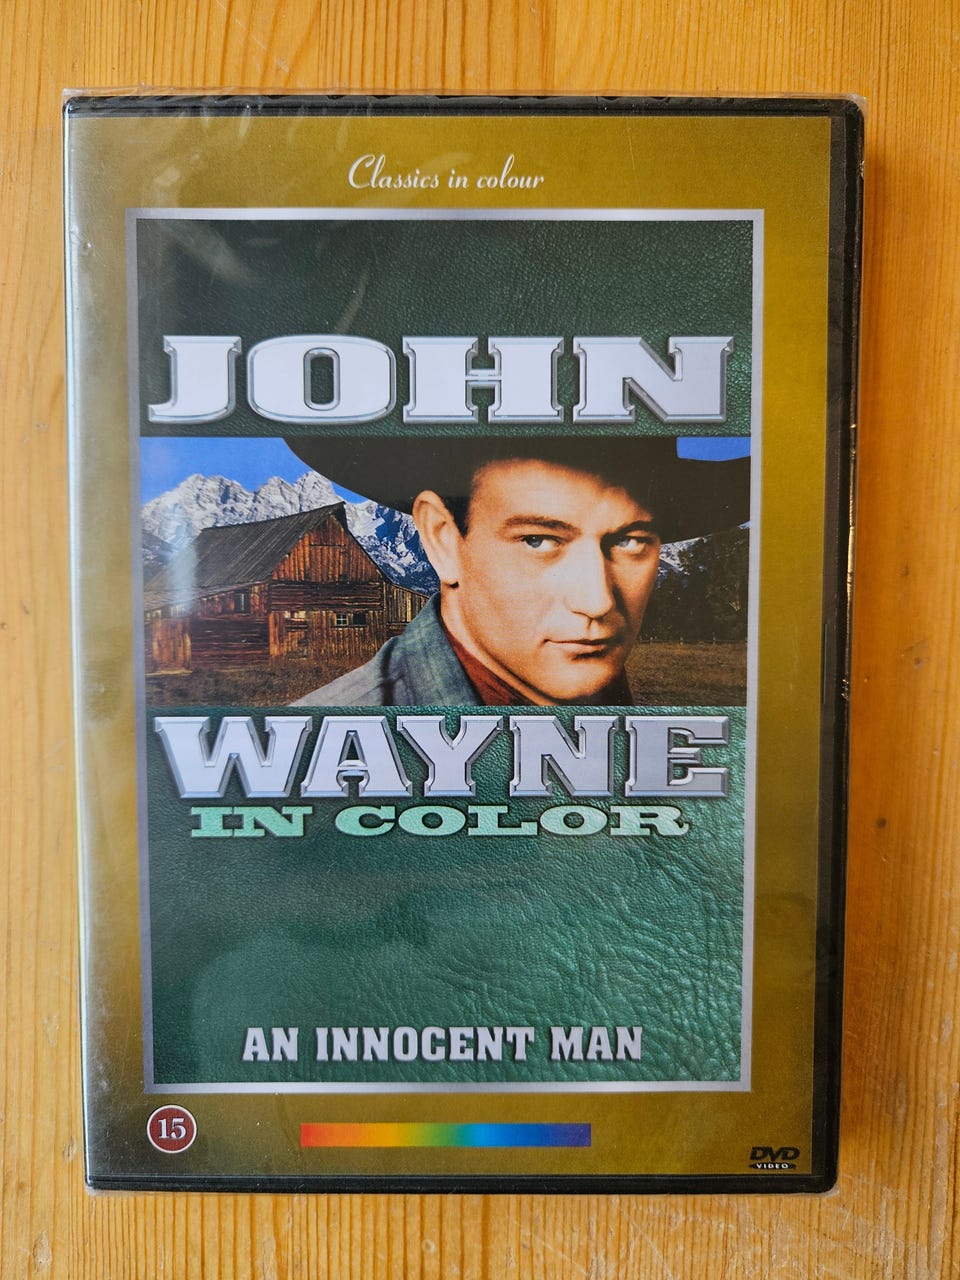 Classics in colour
JOHN
WAYNE
IN COLOR
AN INNOCENT MAN
15
DVD
VIDEO